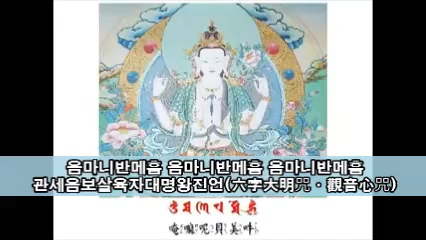 옴마니반메훔 옴마니반메훔 옴마니반메훔
관세음보살육자대명왕진언(六字大明咒·觀音心咒)
唵嘛呢貝美吽